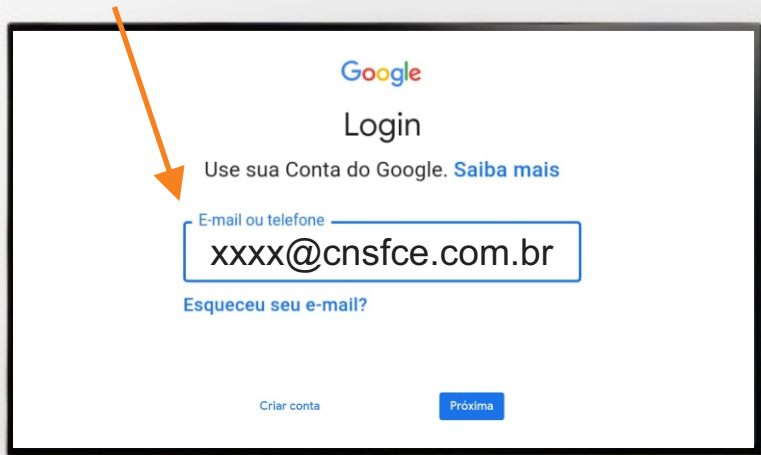 Google
Login
Use sua Conta do Google. Saiba mais
E-mail ou telefone
xxxx@cnsfce.com.br
Esqueceu seu e-mail?
Criar conta
Próxima